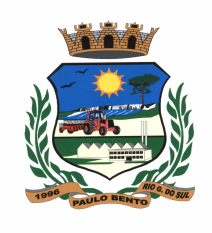 1996
PAULO BENTO
RIO G. DO SUL